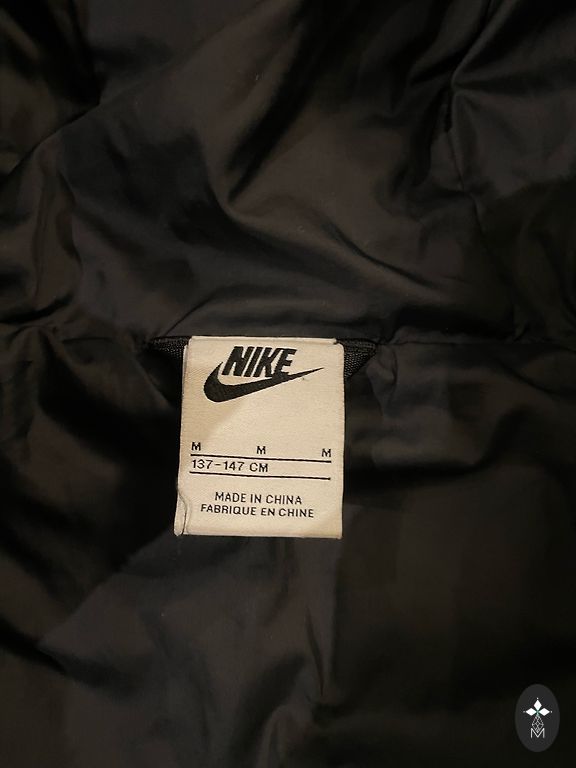 NIKE
M M M
137-147 CM
MADE IN CHINA
FABRIQUE EN CHINE
M